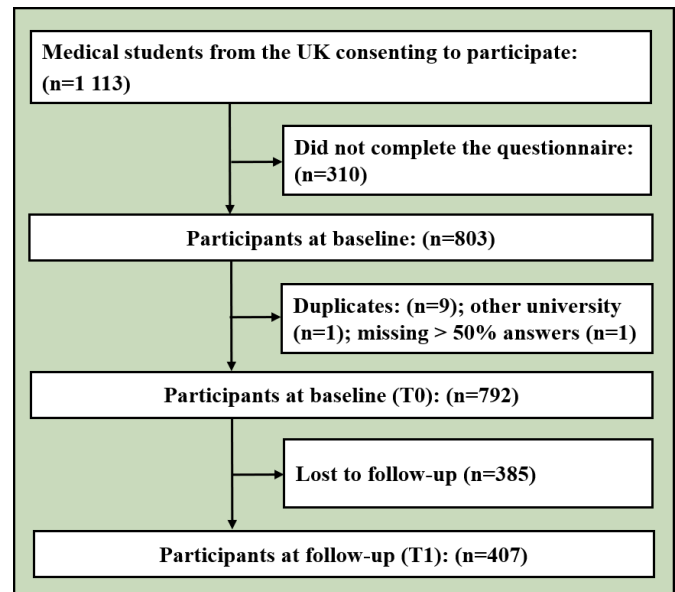 Medical students from the UK consenting to participate:
(n=1 113)
Did not complete the questionnaire:
(n=310)
Participants at baseline: (n=803)
Duplicates: (n=9); other university
(n=1); missing > 50% answers (n=1)
Participants at baseline (T0): (n=792)
Lost to follow-up (n=385)
Participants at follow-up (T1): (n=407)